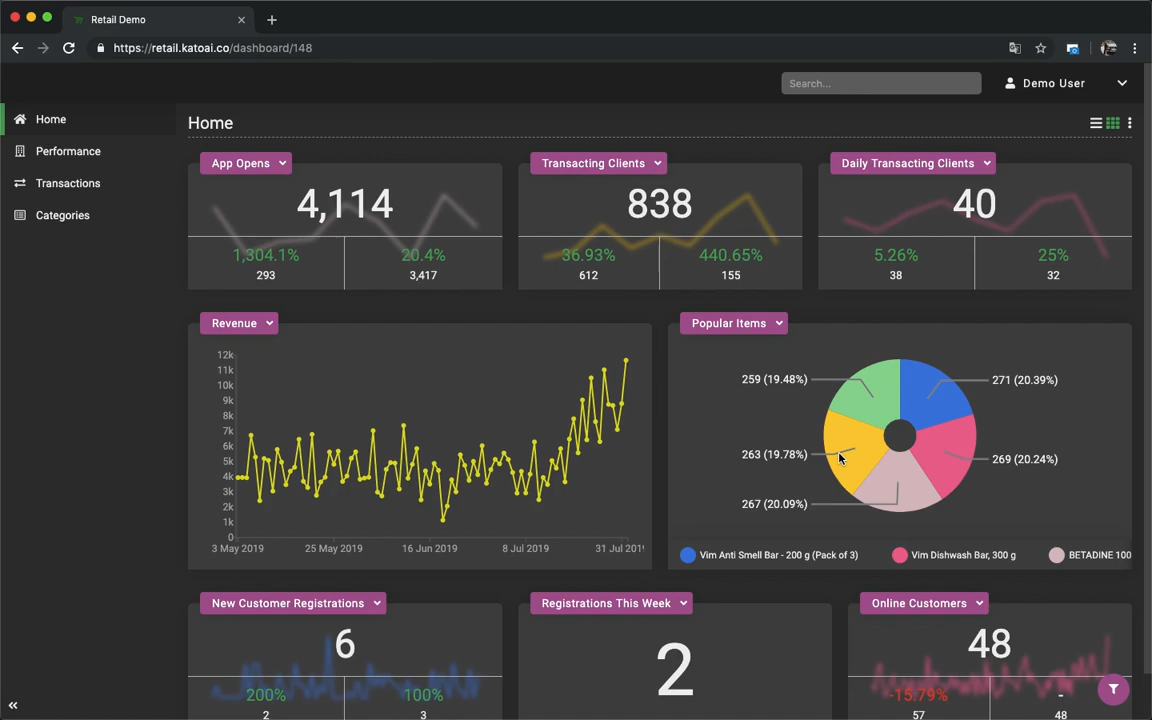 Retail Demo
https://retail.katoai.co/dashboard/148
Search...
Demo User
Home
Performance
Transactions
Categories
Home
App Opens
4,114
1,304.1%
293
20.4%
3,417
Transacting Clients
838
36.93%
612
440.65%
155
Daily Transacting Clients
40
5.26%
38
25%
32
Revenue
12k
11k
10k
9k
8k
7k
6k
5k
4k
3k
2k
1k
0
3 May 2019
25 May 2019
16 Jun 2019
8 Jul 2019
31 Jul 2019
Popular Items
259 (19.48%)
271 (20.39%)
263 (19.78%)
269 (20.24%)
267 (20.09%)
Vim Anti Smell Bar - 200 g (Pack of 3)
Vim Dishwash Bar, 300 g
BETADINE 100
New Customer Registrations
6
200%
2
100%
3
Registrations This Week
2
Online Customers
48
-15.79%
57
-
48